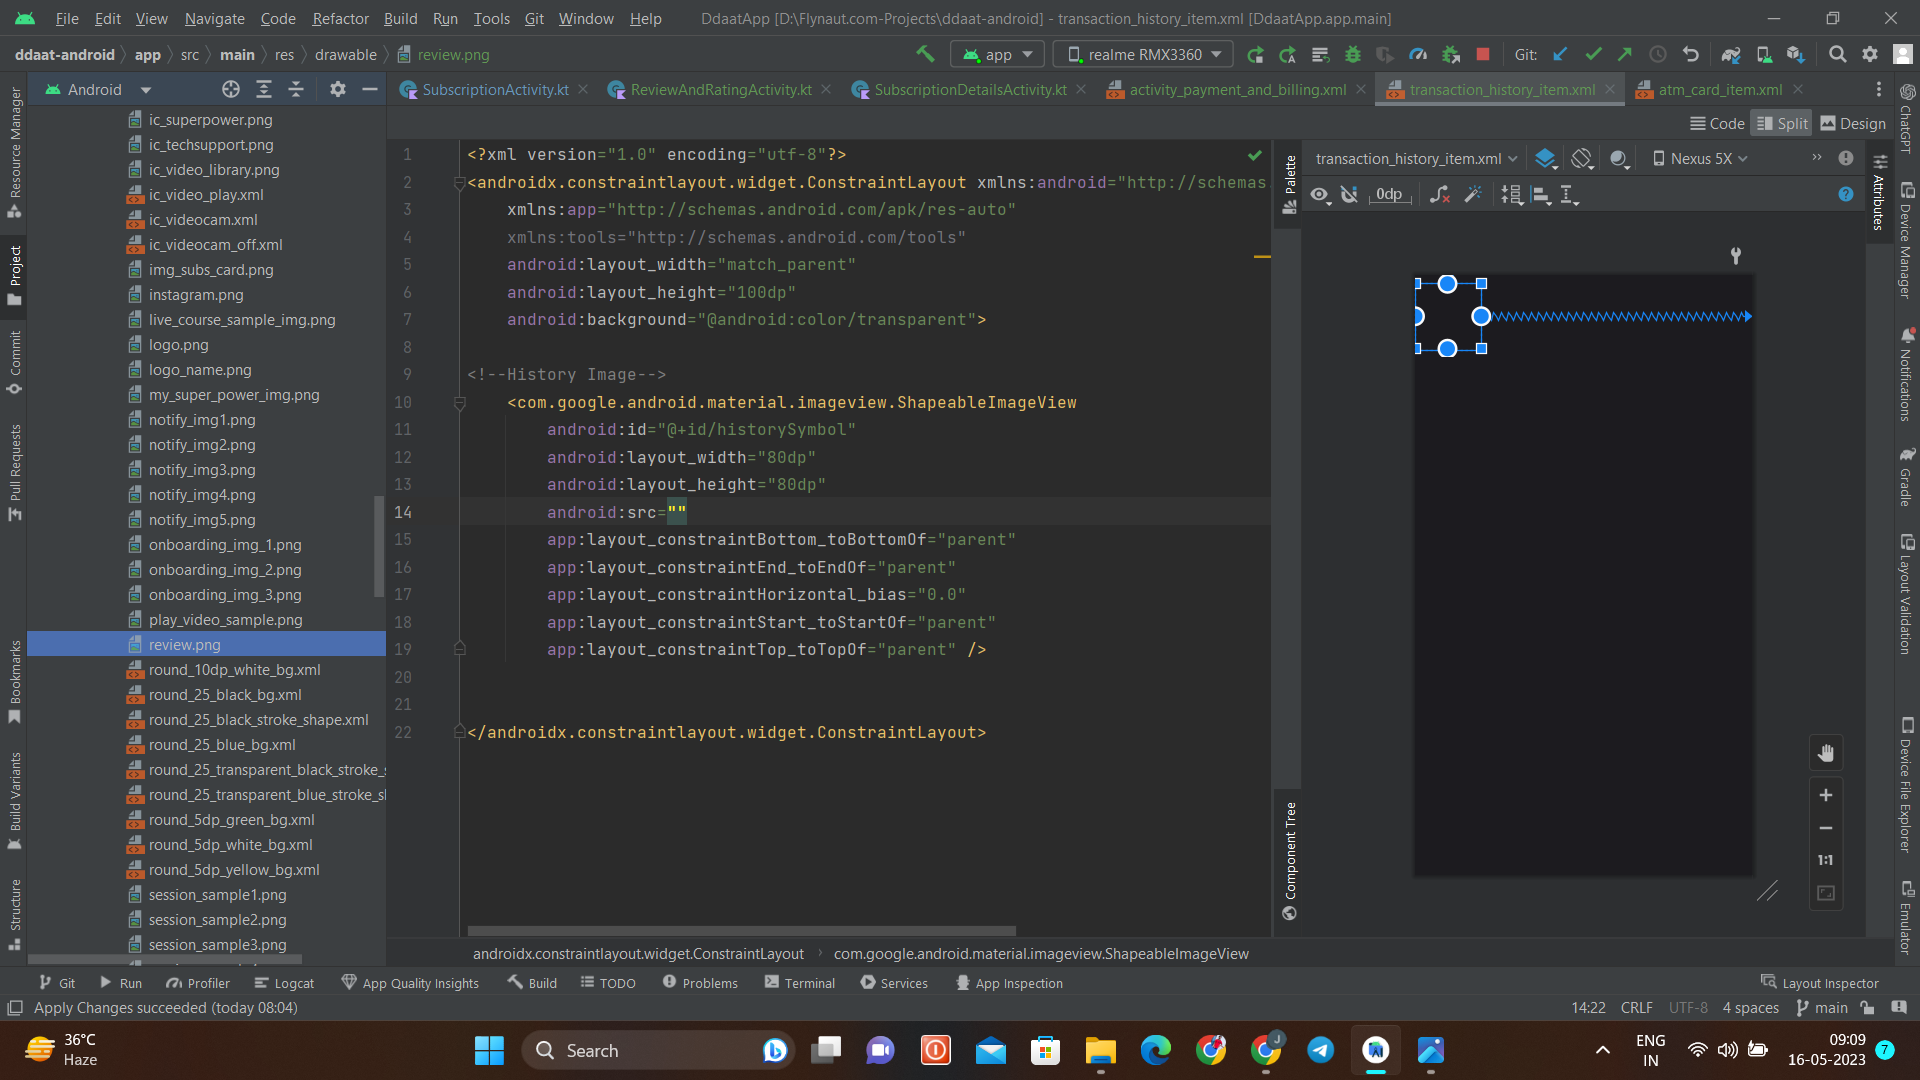 File Edit View Navigate Code Refactor Build Run Tools Git Window Help DdaatApp [D:\Flynaut.com-Projects\ddaat-android] - transaction_history_item.xml [DdaatApp.app.main]
ddaat-android app src main res drawable review.png app realme RMX3360 Git:
Android
SubscriptionActivity.kt ReviewAndRatingActivity.kt SubscriptionDetailsActivity.kt activity_payment_and_billing.xml transaction_history_item.xml atm_card_item.xml
Code Split Design
Resource Manager
Project
Commit
Pull Requests
Bookmarks
Build Variants
Structure
ic_superpower.png
ic_techsupport.png
ic_video_library.png
ic_video_play.xml
ic_videocam.xml
ic_videocam_off.xml
img_subs_card.png
instagram.png
live_course_sample_img.png
logo.png
logo_name.png
my_super_power_img.png
notify_img1.png
notify_img2.png
notify_img3.png
notify_img4.png
notify_img5.png
onboarding_img_1.png
onboarding_img_2.png
onboarding_img_3.png
play_video_sample.png
review.png
round_10dp_white_bg.xml
round_25_black_bg.xml
round_25_black_stroke_shape.xml
round_25_blue_bg.xml
round_25_transparent_black_stroke_s
round_25_transparent_blue_stroke_sl
round_5dp_green_bg.xml
round_5dp_white_bg.xml
round_5dp_yellow_bg.xml
session_sample1.png
session_sample2.png
session_sample3.png
1 <?xml version="1.0" encoding="utf-8"?>
2 <androidx.constraintlayout.widget.ConstraintLayout xmlns:android="http://schemas.
3 xmlns:app="http://schemas.android.com/apk/res-auto"
4 xmlns:tools="http://schemas.android.com/tools"
5 android:layout_width="match_parent"
6 android:layout_height="100dp"
7 android:background="@android:color/transparent">
8
9 <!--History Image-->
10 <com.google.android.material.imageview.ShapeableImageView
11 android:id="@+id/historySymbol"
12 android:layout_width="80dp"
13 android:layout_height="80dp"
14 android:src=""
15 app:layout_constraintBottom_toBottomOf="parent"
16 app:layout_constraintEnd_toEndOf="parent"
17 app:layout_constraintHorizontal_bias="0.0"
18 app:layout_constraintStart_toStartOf="parent"
19 app:layout_constraintTop_toTopOf="parent" />
20
21
22 </androidx.constraintlayout.widget.ConstraintLayout>
androidx.constraintlayout.widget.ConstraintLayout com.google.android.material.imageview.ShapeableImageView
Palette
Component Tree
transaction_history_item.xml Nexus 5X
0dp
1:1
Attributes
ChatGPT
Device Manager
Notifications
Gradle
Layout Validation
Device File Explorer
Emulator
Git Run Profiler Logcat App Quality Insights Build TODO Problems Terminal Services App Inspection Layout Inspector
Apply Changes succeeded (today 08:04) 14:22 CRLF UTF-8 4 spaces main
36°C
Haze
Search
J
ENG
IN
09:09
16-05-2023
7